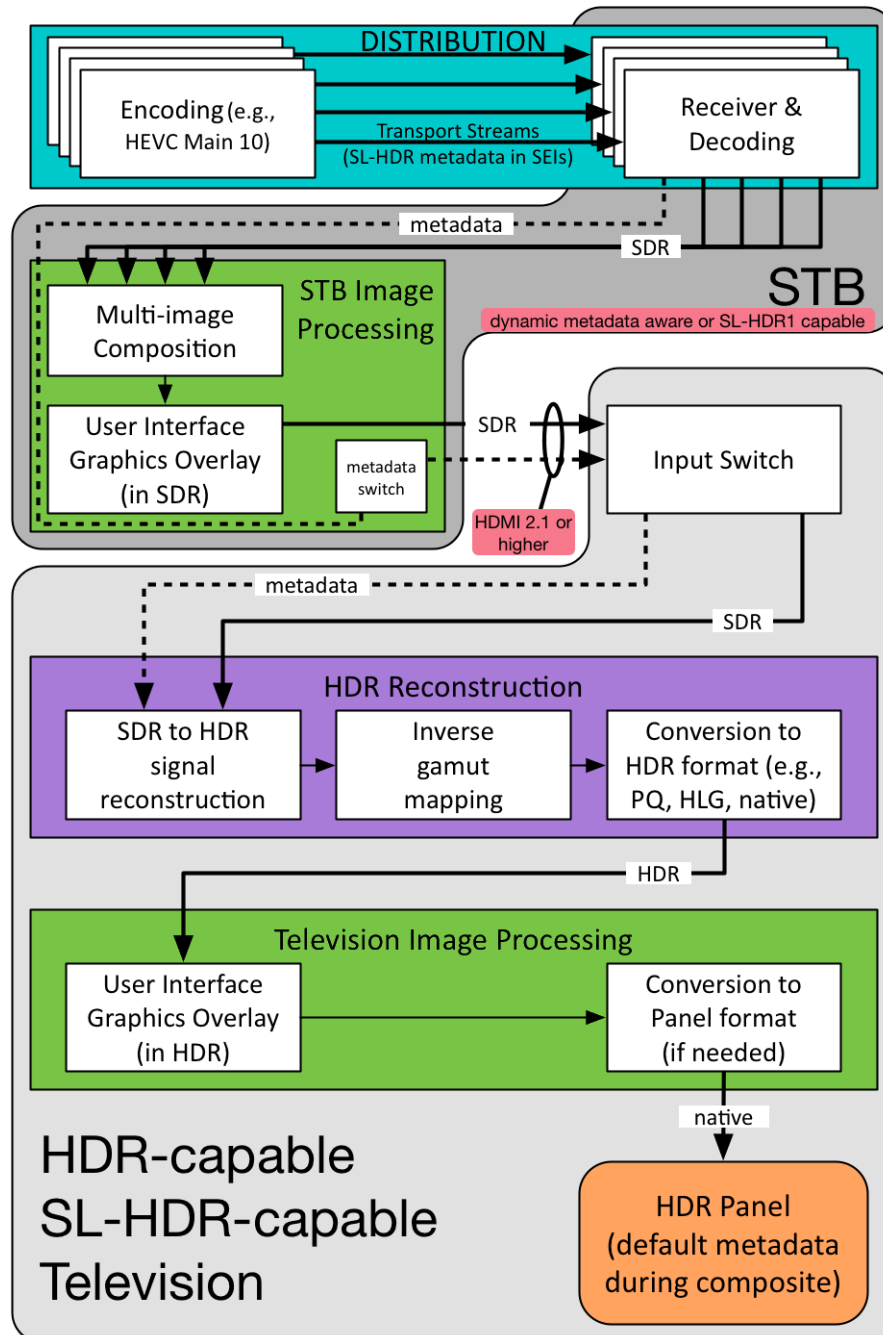 DISTRIBUTION
Encoding (e.g.,
HEVC Main 10)
Transport Streams
(SL-HDR metadata in SEIs)
Receiver &
Decoding
metadata
SDR
STB
dynamic metadata aware or SL-HDR1 capable
STB Image
Processing
Multi-image
Composition
User Interface
Graphics Overlay
(in SDR)
metadata
switch
SDR
HDMI 2.1 or
higher
Input Switch
metadata
SDR
HDR Reconstruction
SDR to HDR
signal
reconstruction
Inverse
gamut
mapping
Conversion to
HDR format (e.g.,
PQ, HLG, native)
HDR
Television Image Processing
User Interface
Graphics Overlay
(in HDR)
Conversion to
Panel format
(if needed)
native
HDR-capable
SL-HDR-capable
Television
HDR Panel
(default metadata
during composite)